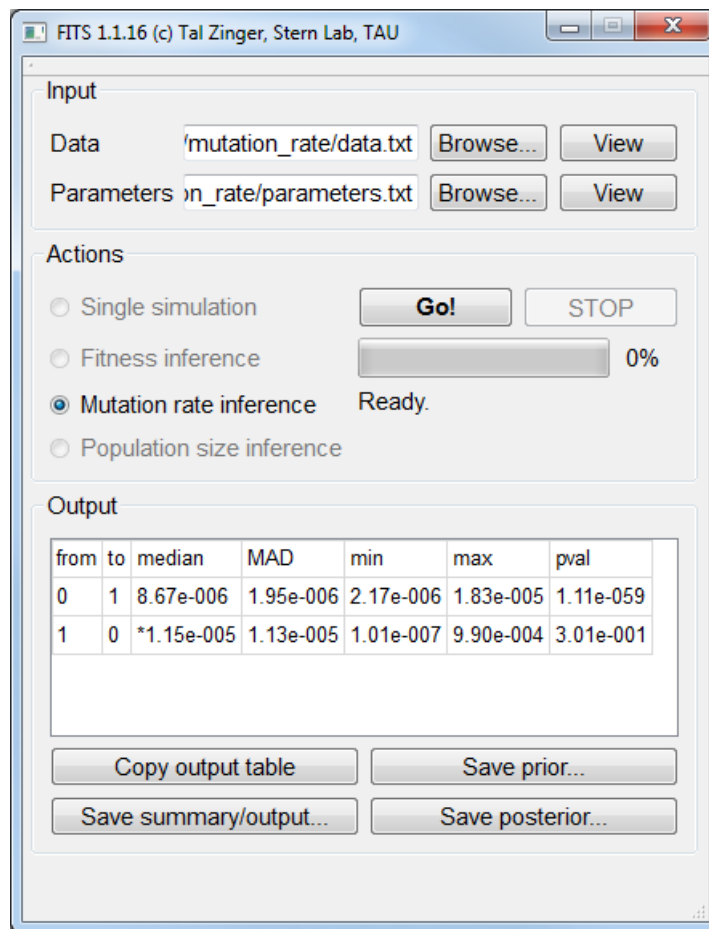 FITS 1.1.16 (c) Tal Zinger, Stern Lab, TAU
Input
Data /mutation_rate/data.txt Browse... View
Parameters on_rate/parameters.txt Browse... View
Actions
Single simulation Go! STOP
Fitness inference 0%
Mutation rate inference Ready.
Population size inference
Output
from to median MAD min max pval
0 1 8.67e-006 1.95e-006 2.17e-006 1.83e-005 1.11e-059
1 0 *1.15e-005 1.13e-005 1.01e-007 9.90e-004 3.01e-001
Copy output table Save prior...
Save summary/output... Save posterior...